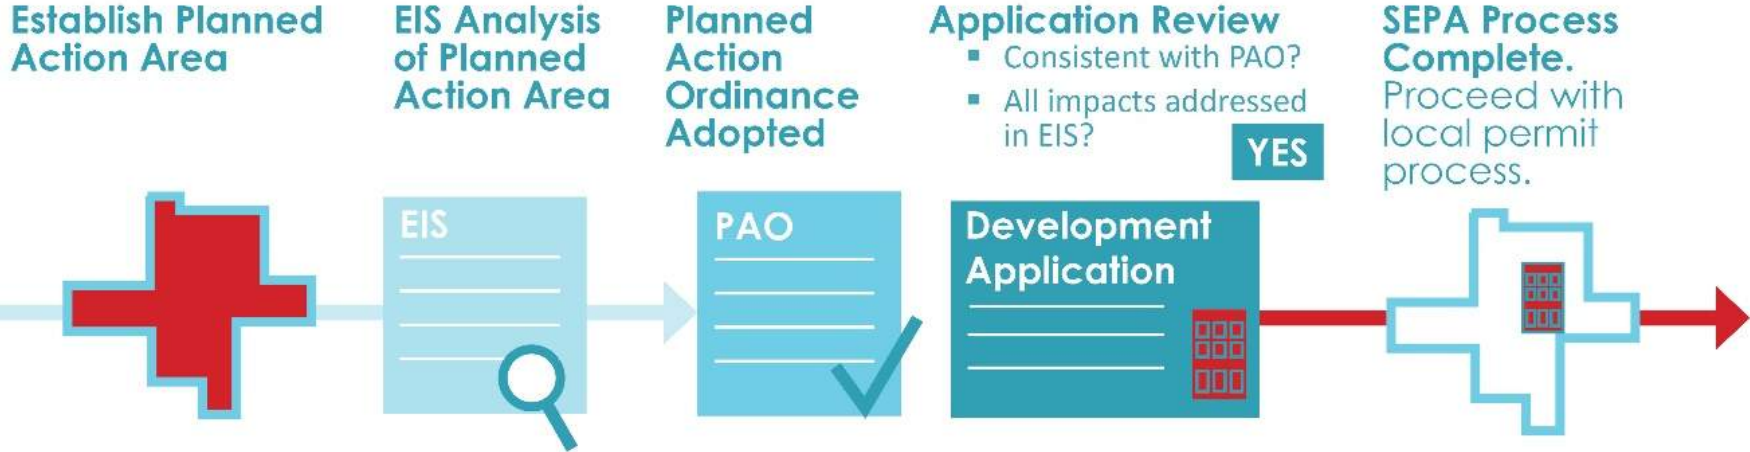 Establish Planned
Action Area
EIS Analysis
of Planned
Action Area
Planned
Action
Ordinance
Adopted
Application Review
▪ Consistent with PAO?
▪ All impacts addressed
in EIS?
YES
SEPA Process
Complete.
Proceed with
local permit
process.
EIS
PAO
Development
Application